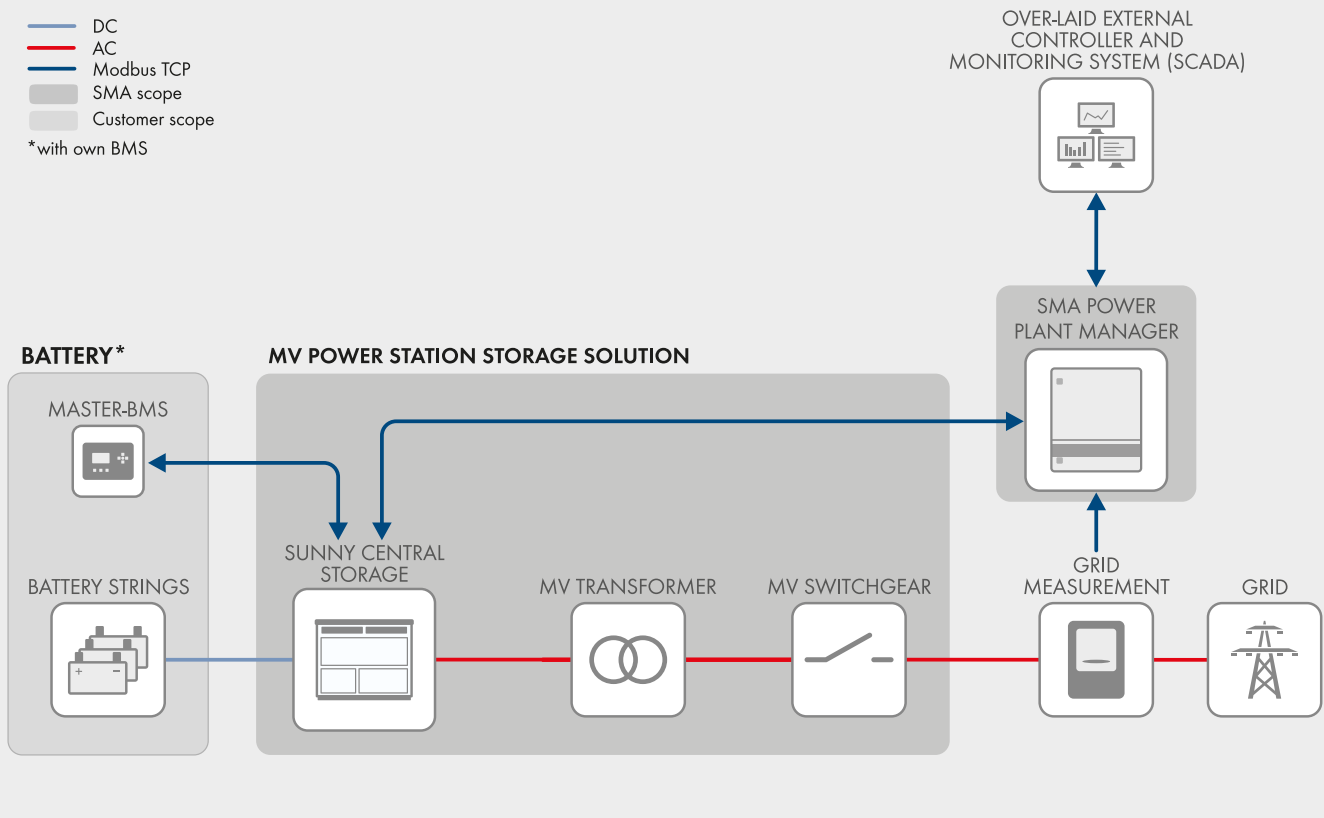 DC
AC
Modbus TCP
SMA scope
Customer scope
*with own BMS
OVER-LAID EXTERNAL
CONTROLLER AND
MONITORING SYSTEM (SCADA)
SMA POWER
PLANT MANAGER
BATTERY*
MV POWER STATION STORAGE SOLUTION
MASTER-BMS
SUNNY CENTRAL
STORAGE
BATTERY STRINGS
MV TRANSFORMER
MV SWITCHGEAR
GRID
MEASUREMENT
GRID